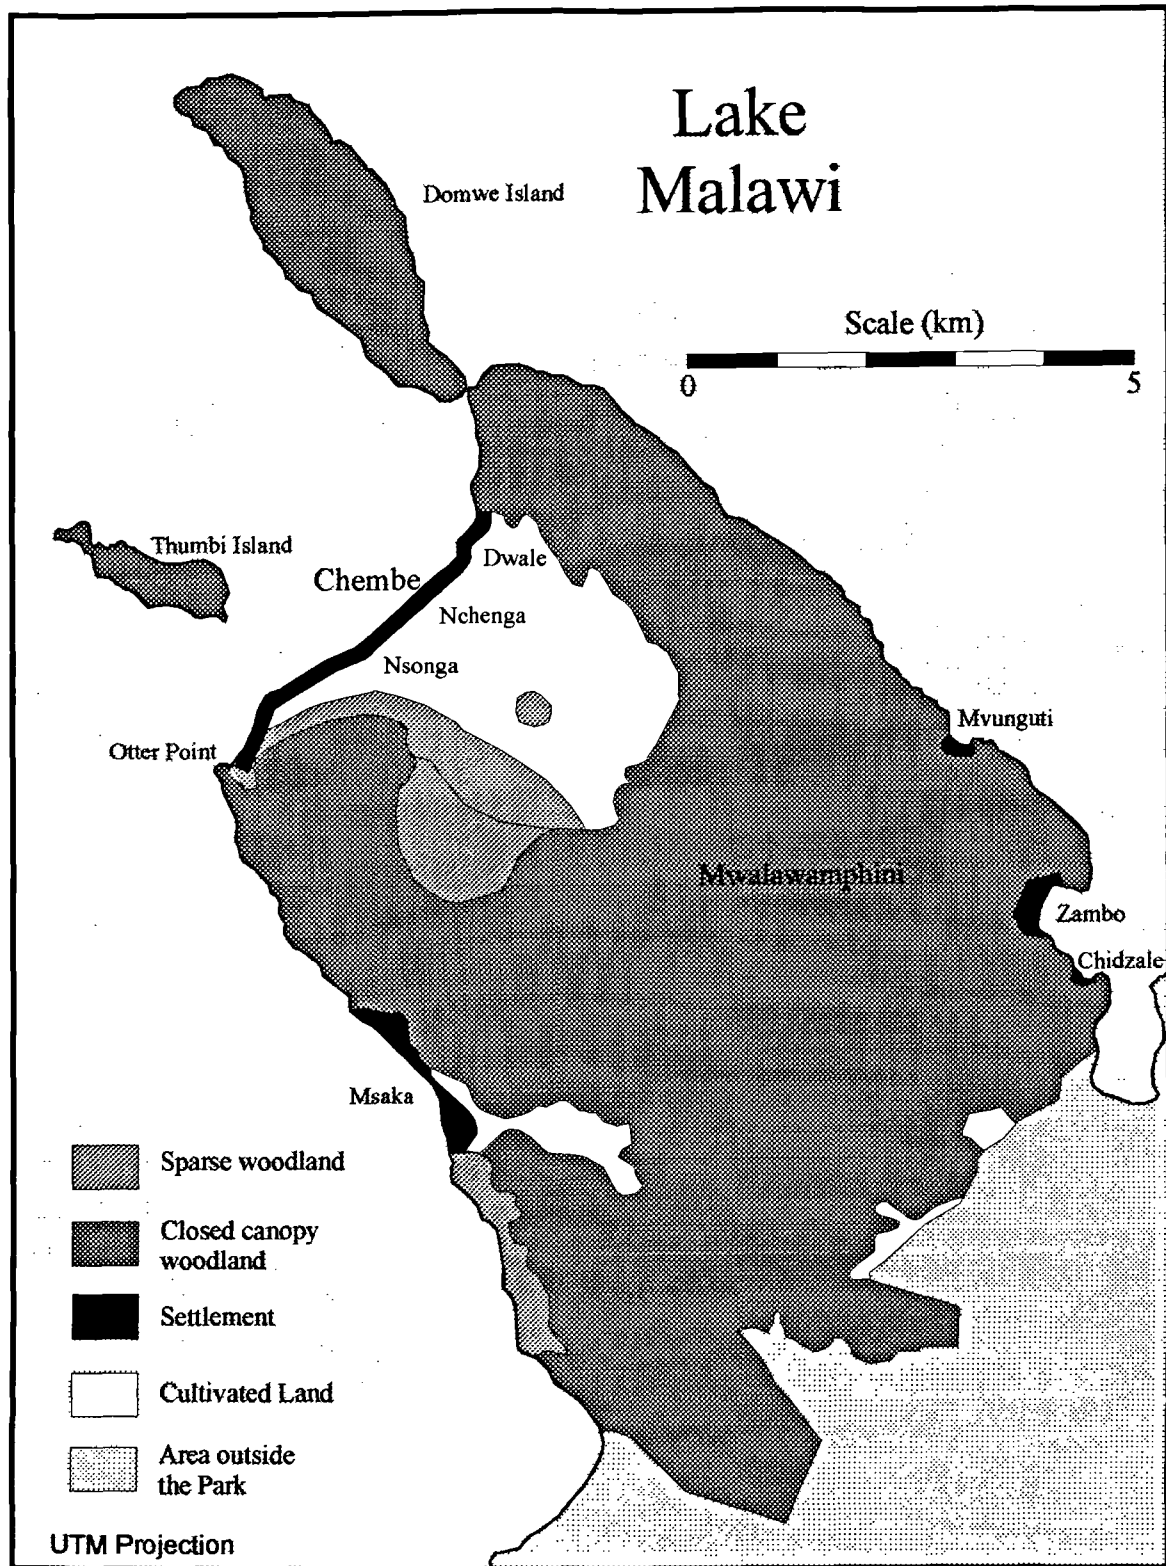 Lake
Malawi
Domwe Island
Scale (km)
0 5
Thumbi Island
Dwale
Chembe
Nchenga
Nsonga
Mvunguti
Otter Point
Mwalawamphini
Zambo
Chidzale
Msaka
Sparse woodland
Closed canopy
woodland
Settlement
Cultivated Land
Area outside
the Park
UTM Projection